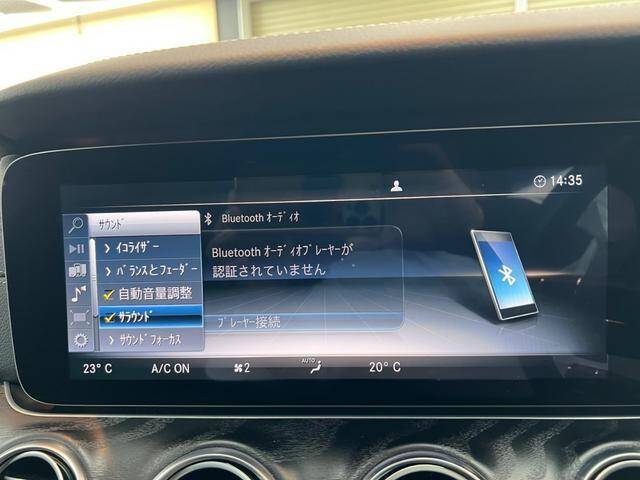 14:35
サウンド
Bluetooth オーディオ
イコライザー
バランスとフェーダー
自動音量調整
サラウンド
サウンドフォーカス
Bluetooth オーディオプレーヤーが
認証されていません
プレーヤー接続
23° C
A/C ON
2
AUTO
20° C